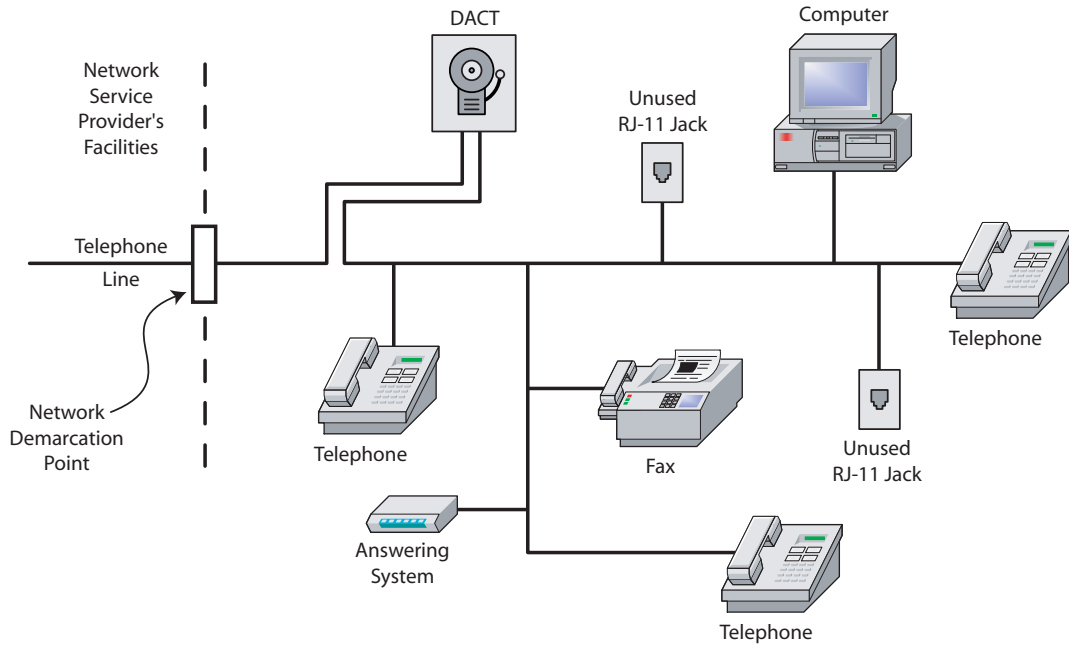 DACT
Computer
Network
Service
Provider's
Facilities
Unused
RJ-11 Jack
Telephone
Line
Telephone
Network
Demarcation
Point
Telephone
Fax
Unused
RJ-11 Jack
Answering
System
Telephone